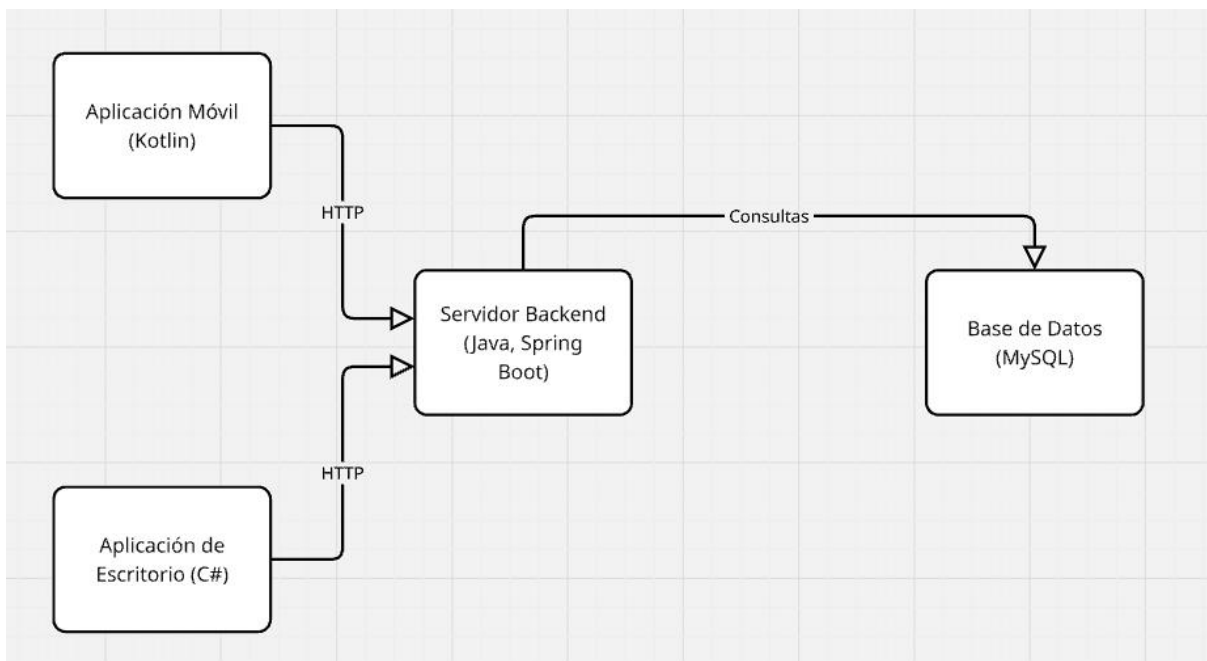 Aplicación Móvil
(Kotlin)
HTTP
Consultas
Servidor Backend
(Java, Spring
Boot)
Base de Datos
(MySQL)
HTTP
Aplicación de
Escritorio (C#)